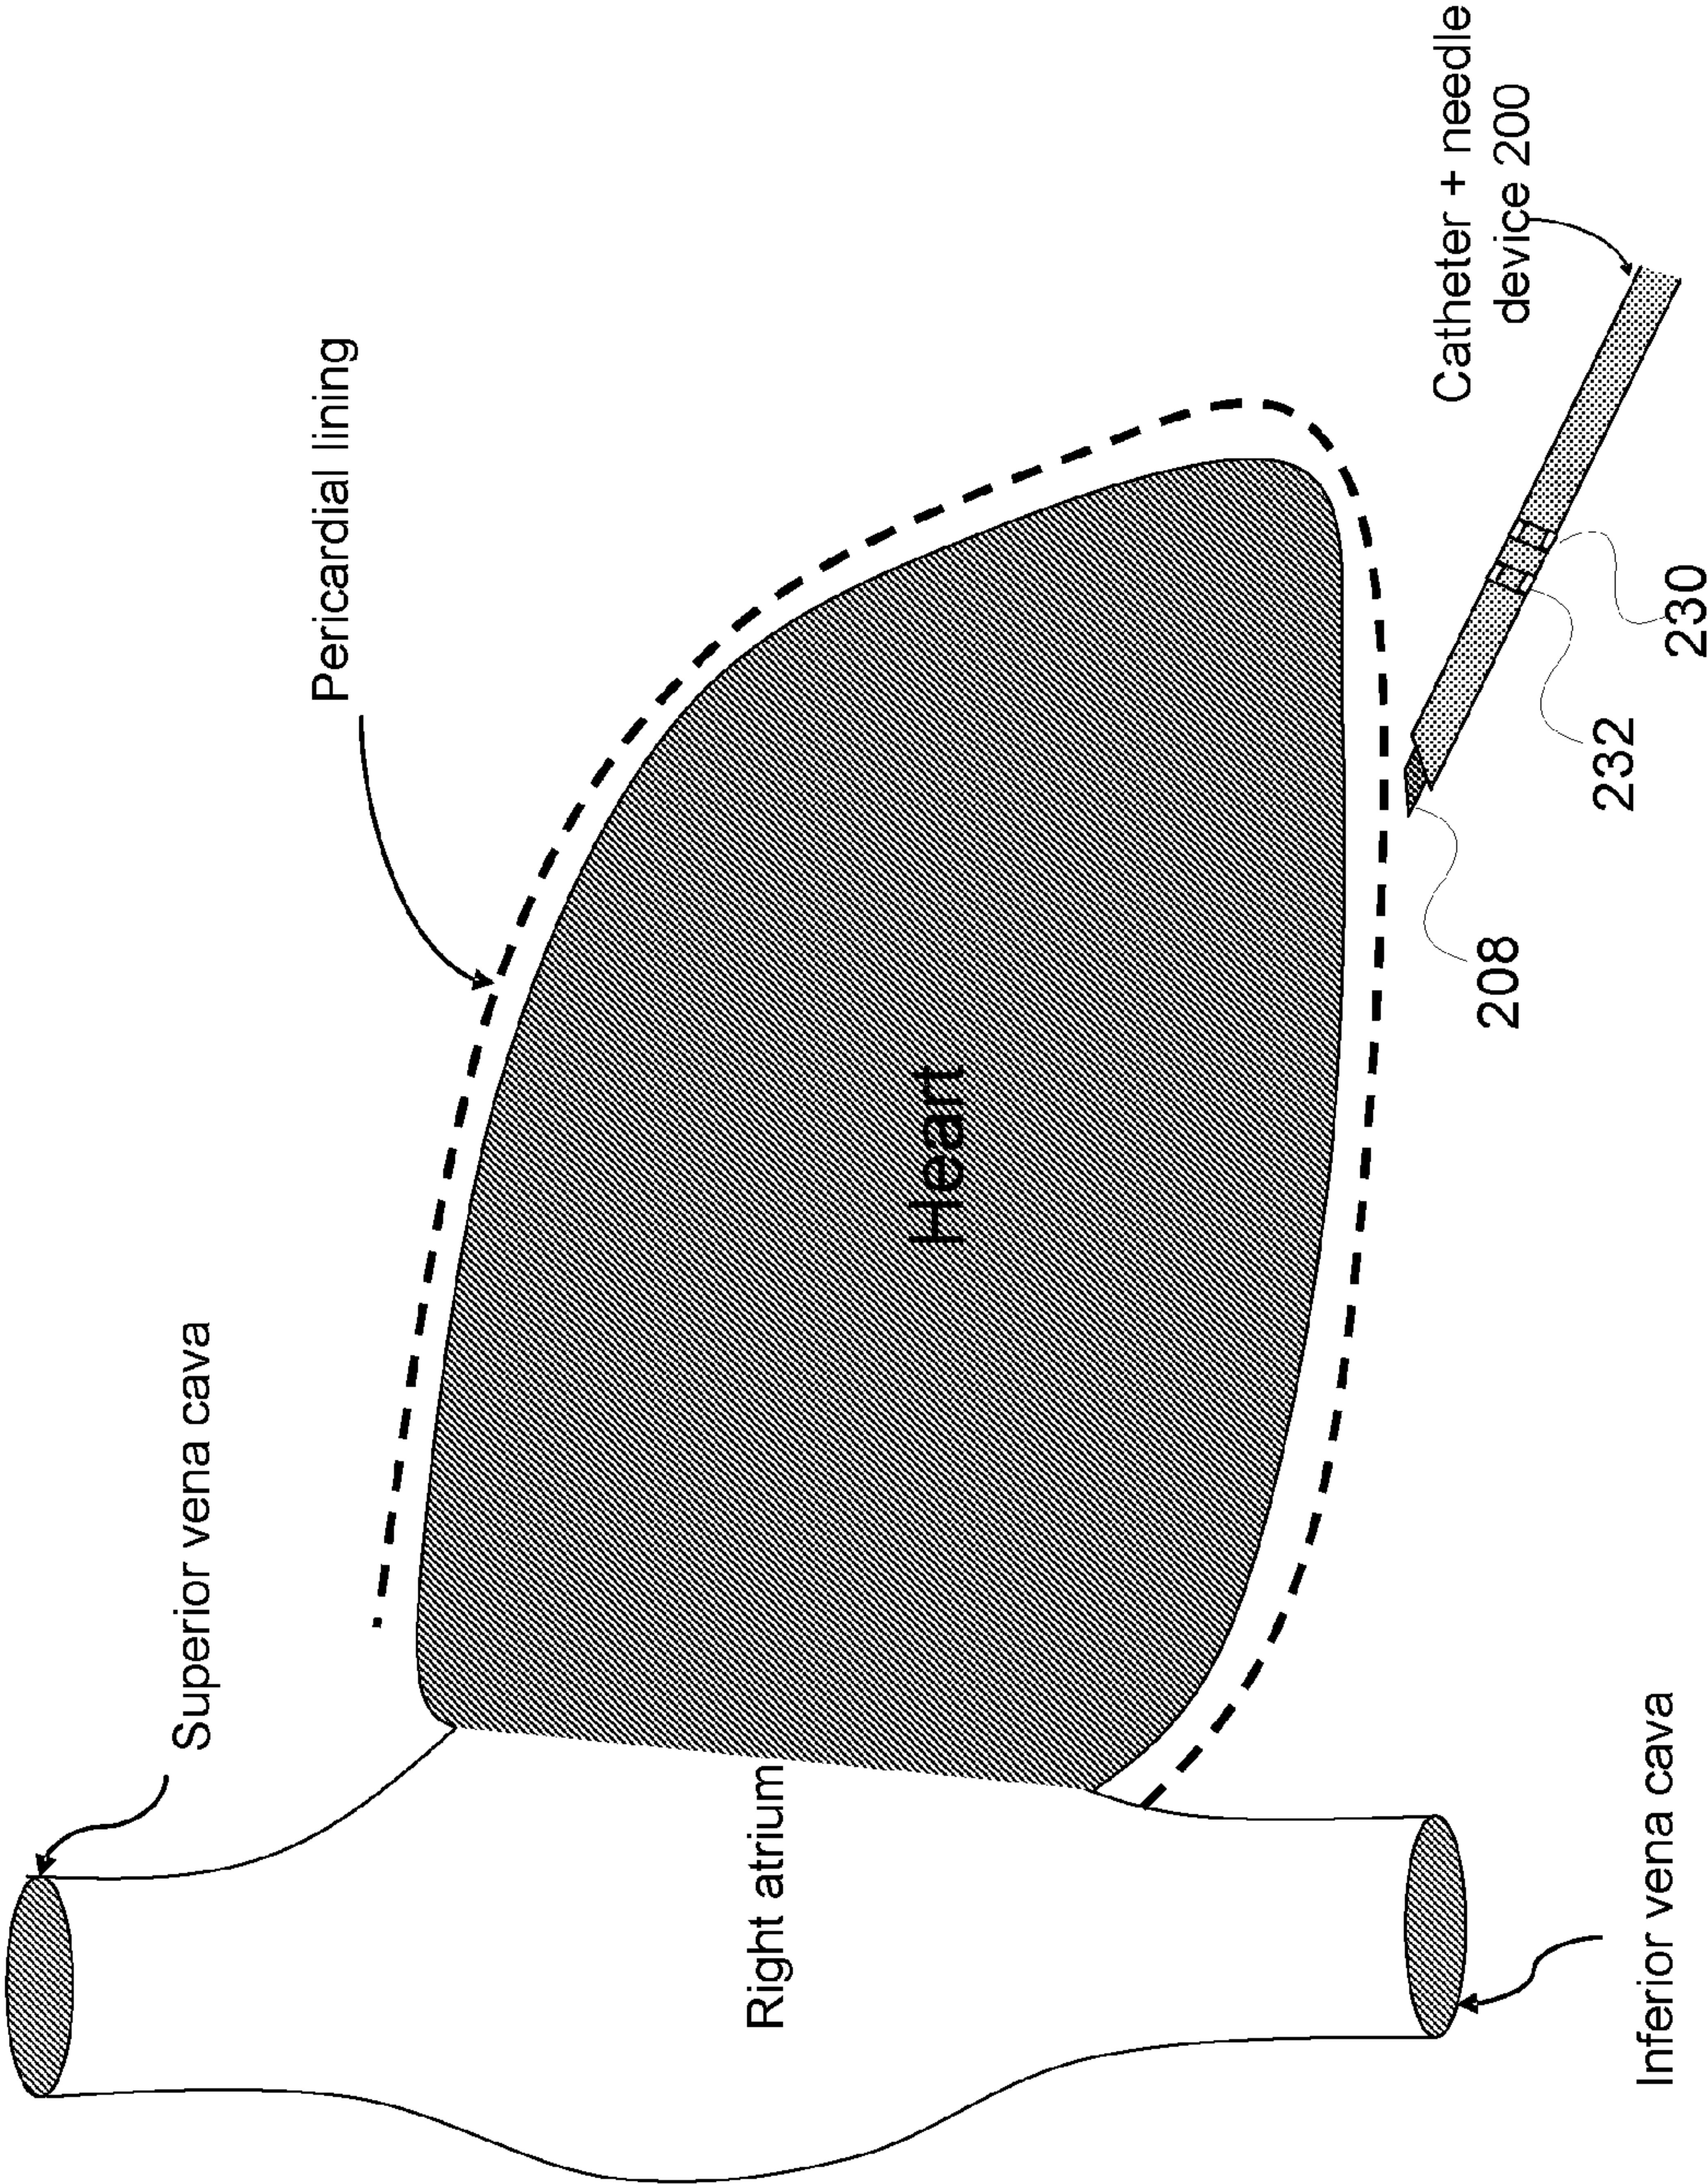 Superior vena cava
Pericardial lining
Right atrium
Heart
Inferior vena cava
208
232
230
Catheter + needle
device 200